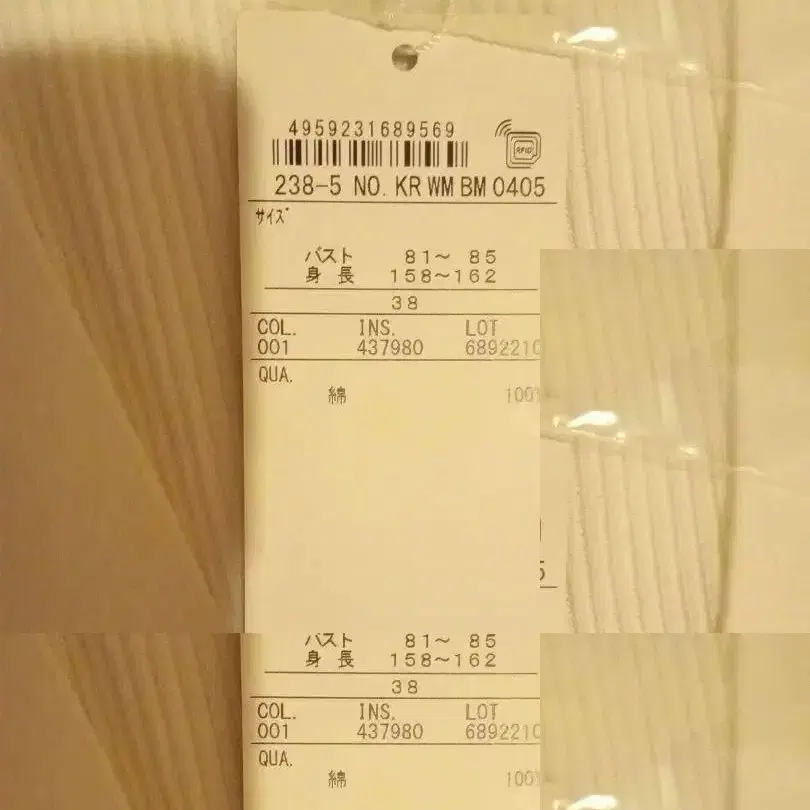 4959231689569
RFID
238-5 NO. KR WM BM 0405
ｻｲｽﾞ
バスト 81～ 85
身 長 158～162
38
COL. INS. LOT
001 437980 6892210
QUA.
綿 100%
5
バスト 81～ 85
身 長 158～162
38
COL. INS. LOT
001 437980 6892210
QUA.
綿 100%